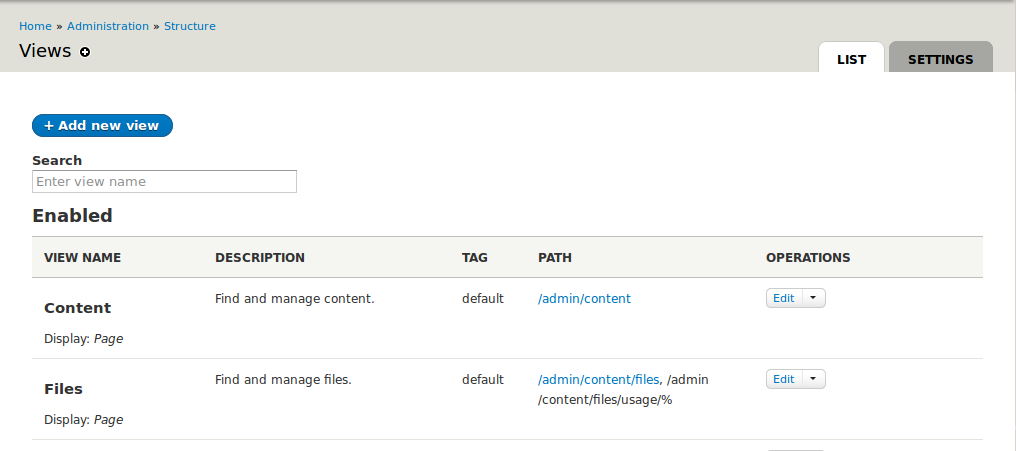 Home » Administration » Structure
Views
LIST
SETTINGS
+ Add new view
Search
Enter view name
Enabled
VIEW NAME DESCRIPTION TAG PATH OPERATIONS
Content Find and manage content. default /admin/content Edit
Display: Page
Files Find and manage files. default /admin/content/files, /admin Edit
/content/files/usage/%
Display: Page